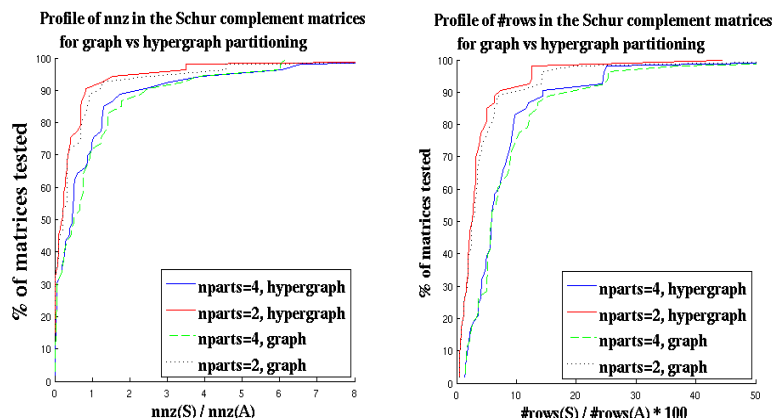 Profile of nnz in the Schur complement matrices
for graph vs hypergraph partitioning
% of matrices tested
100
90
80
70
60
50
40
30
20
10
0
nparts=4, hypergraph
nparts=2, hypergraph
nparts=4, graph
nparts=2, graph
0 1 2 3 4 5 6 7 8
nnz(S) / nnz(A)
Profile of #rows in the Schur complement matrices
for graph vs hypergraph partitioning
% of matrices tested
100
90
80
70
60
50
40
30
20
10
0
nparts=4, hypergraph
nparts=2, hypergraph
nparts=4, graph
nparts=2, graph
0 10 20 30 40 50
#rows(S) / #rows(A) * 100